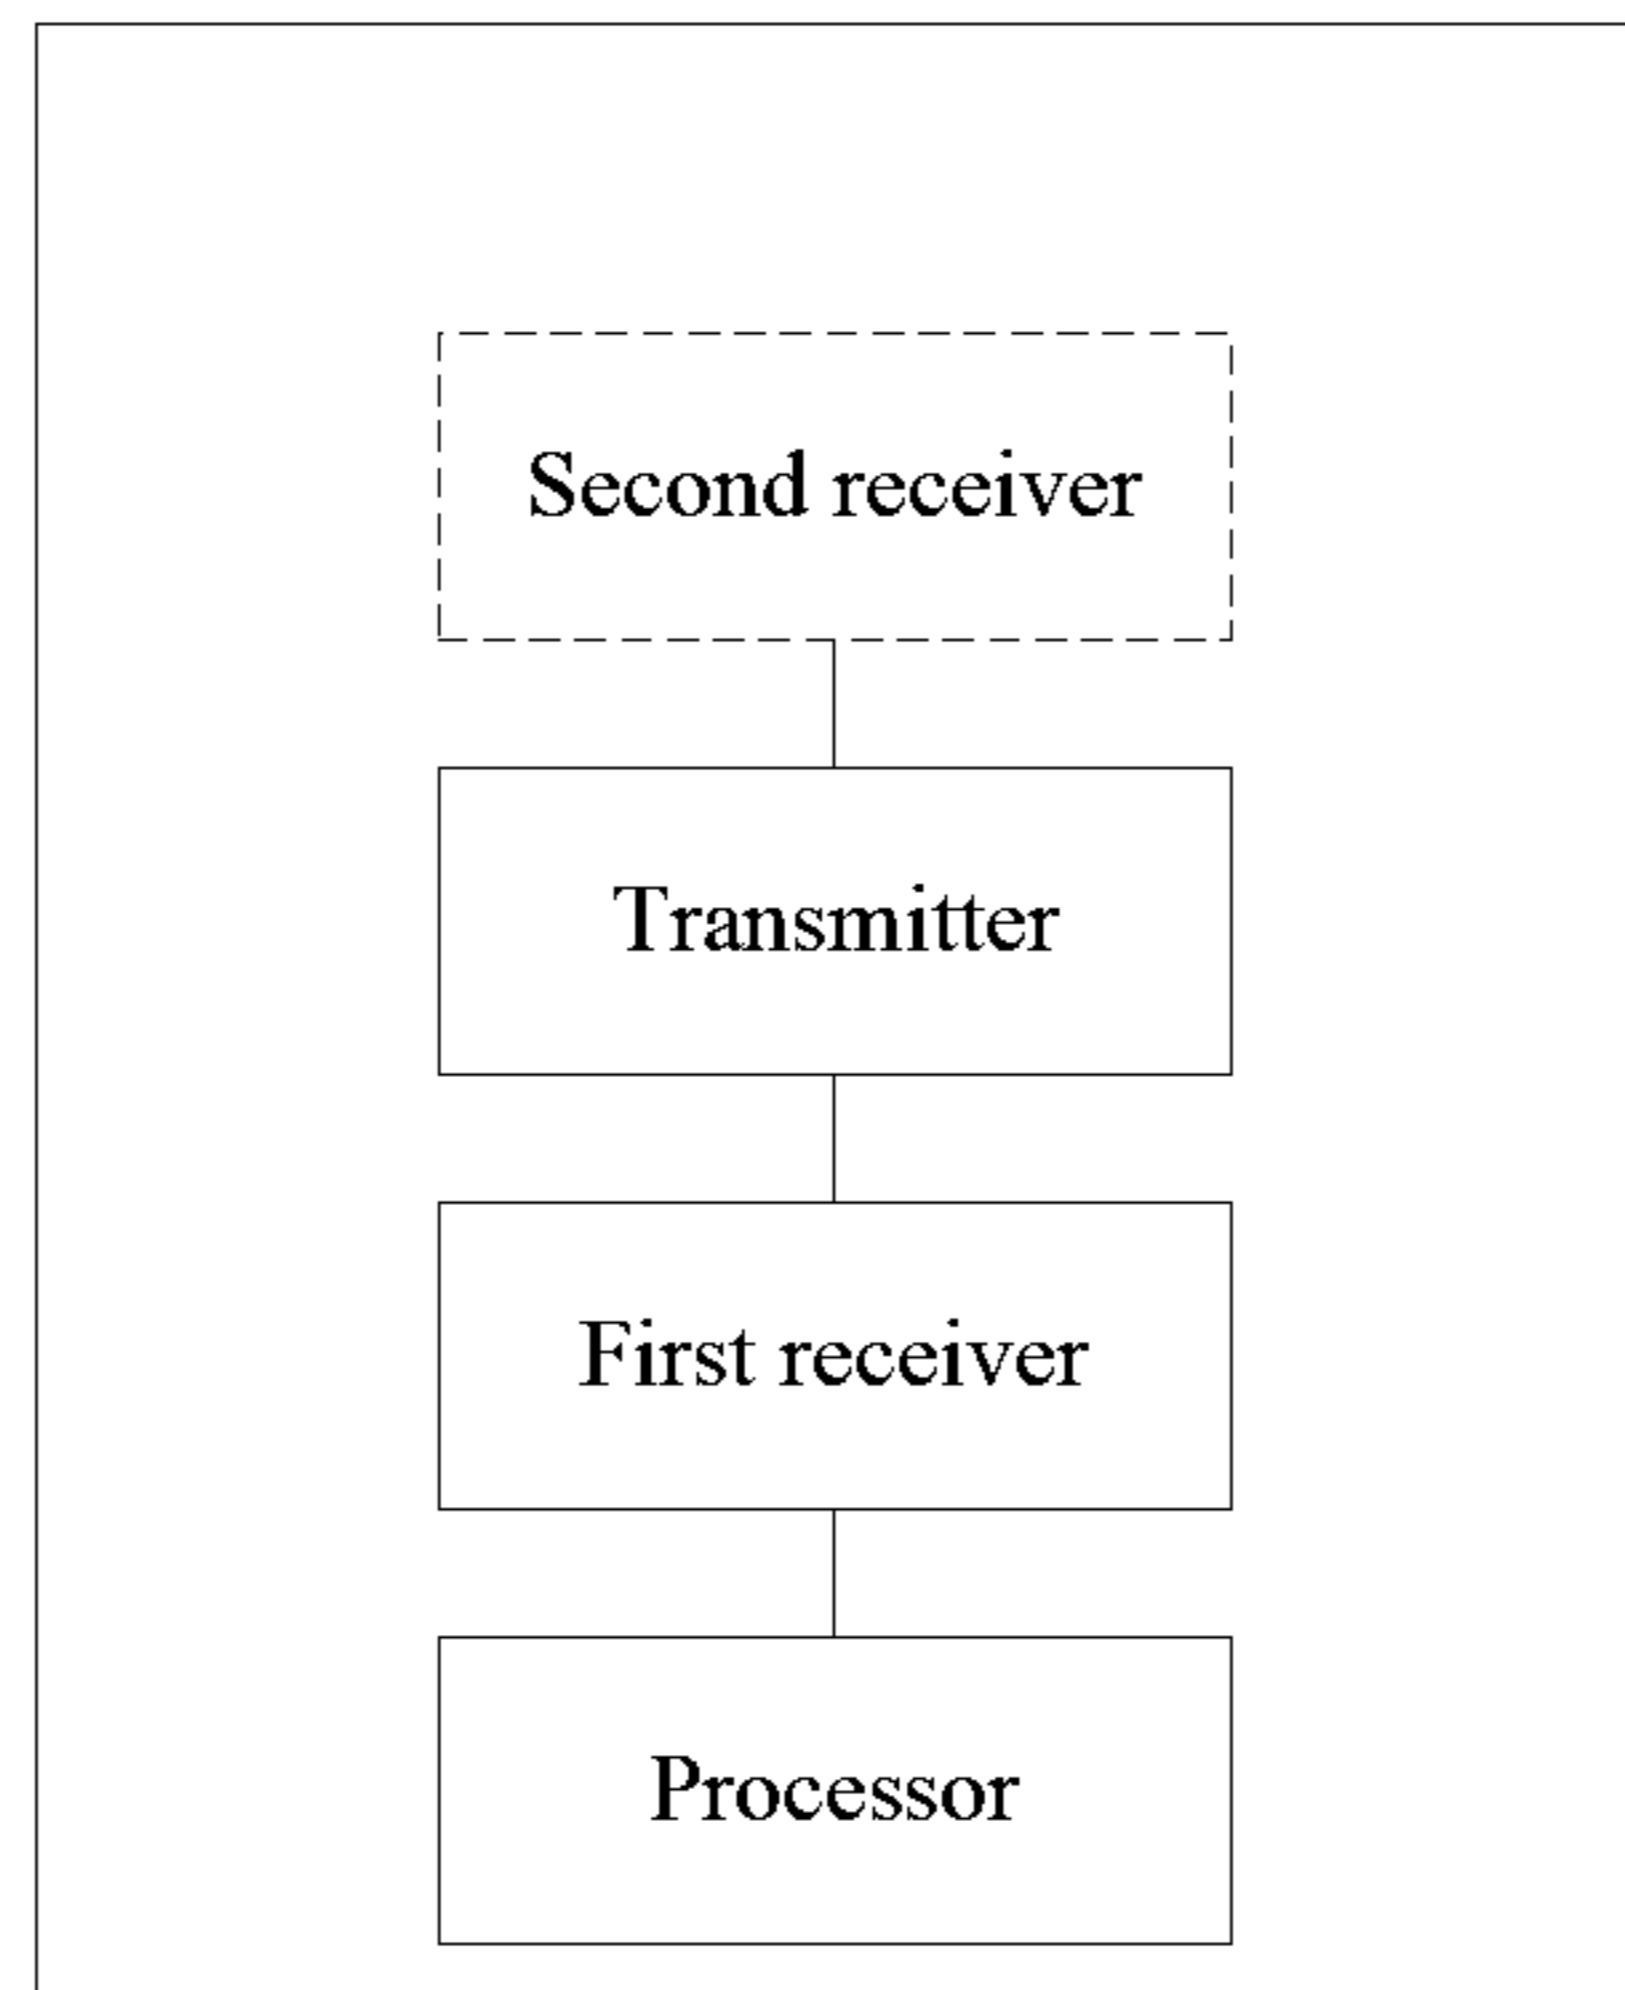 Second receiver
Transmitter
First receiver
Processor